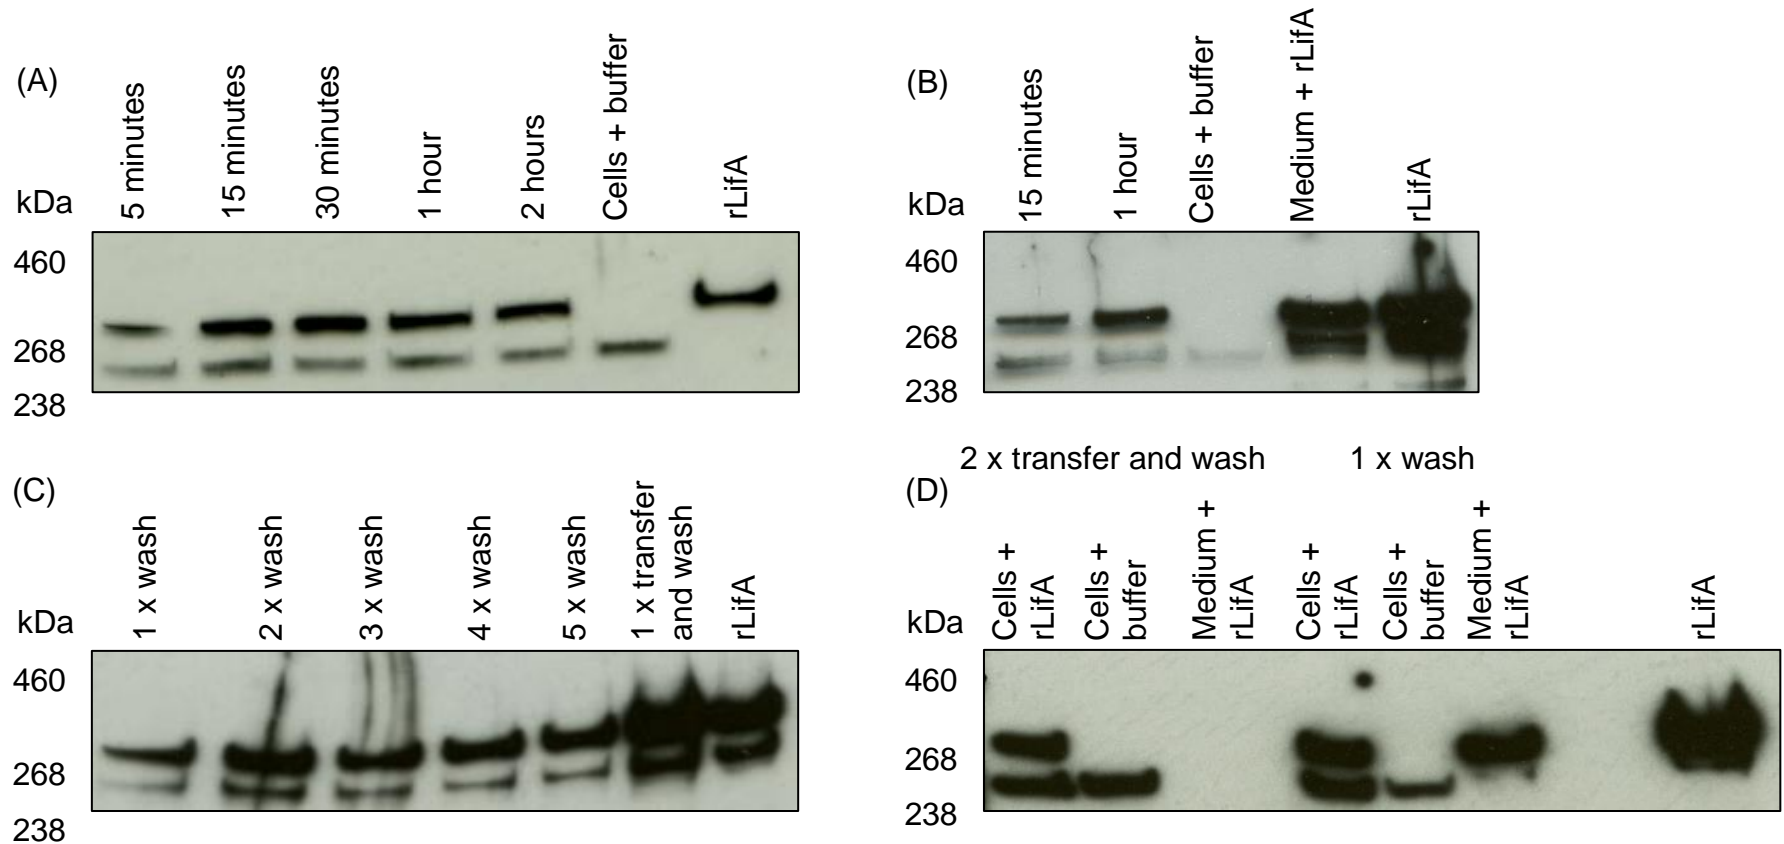 (A)
5 minutes
15 minutes
30 minutes
1 hour
2 hours
Cells + buffer
rLifA
kDa
460
268
238
(B)
15 minutes
1 hour
Cells + buffer
Medium + rLifA
rLifA
kDa
460
268
238
(C)
1 x wash
2 x wash
3 x wash
4 x wash
5 x wash
1 x transfer
and wash
rLifA
kDa
460
268
238
(D)
2 x transfer and wash
1 x wash
Cells +
rLifA
Cells +
buffer
Medium +
rLifA
Cells +
rLifA
Cells +
buffer
Medium +
rLifA
rLifA
kDa
460
268
238